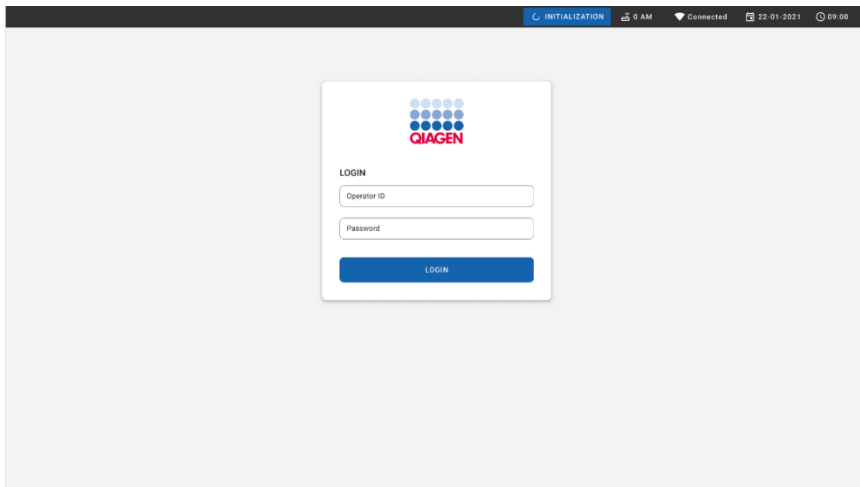 INITIALIZATION 0 AM Connected 22-01-2021 09:00
QIAGEN
LOGIN
Operator ID
Password
LOGIN